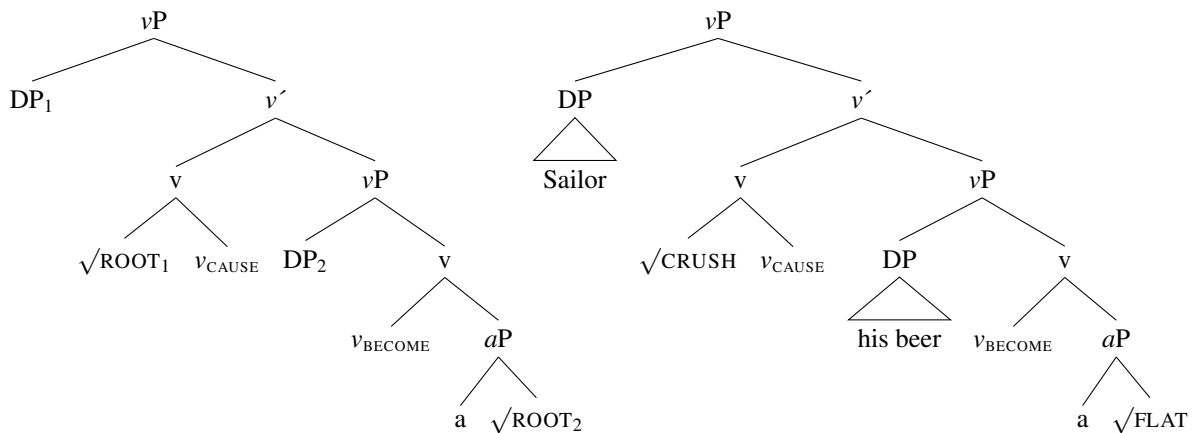 vP vP
DP₁ v´ DP v´
Sailor
v vP v vP
√ROOT₁ vCAUSE DP₂ v √CRUSH vCAUSE DP v
his beer
vBECOME aP vBECOME aP
a √ROOT₂ a √FLAT